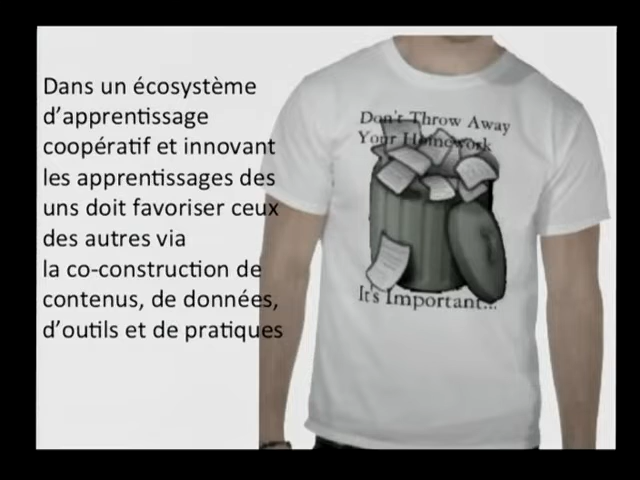 Dans un écosystème
d'apprentissage
coopératif et innovant
les apprentissages des
uns doit favoriser ceux
des autres via
la co-construction de
contenus, de données,
d'outils et de pratiques
Don't Throw Away
Your Homework
It's Important...